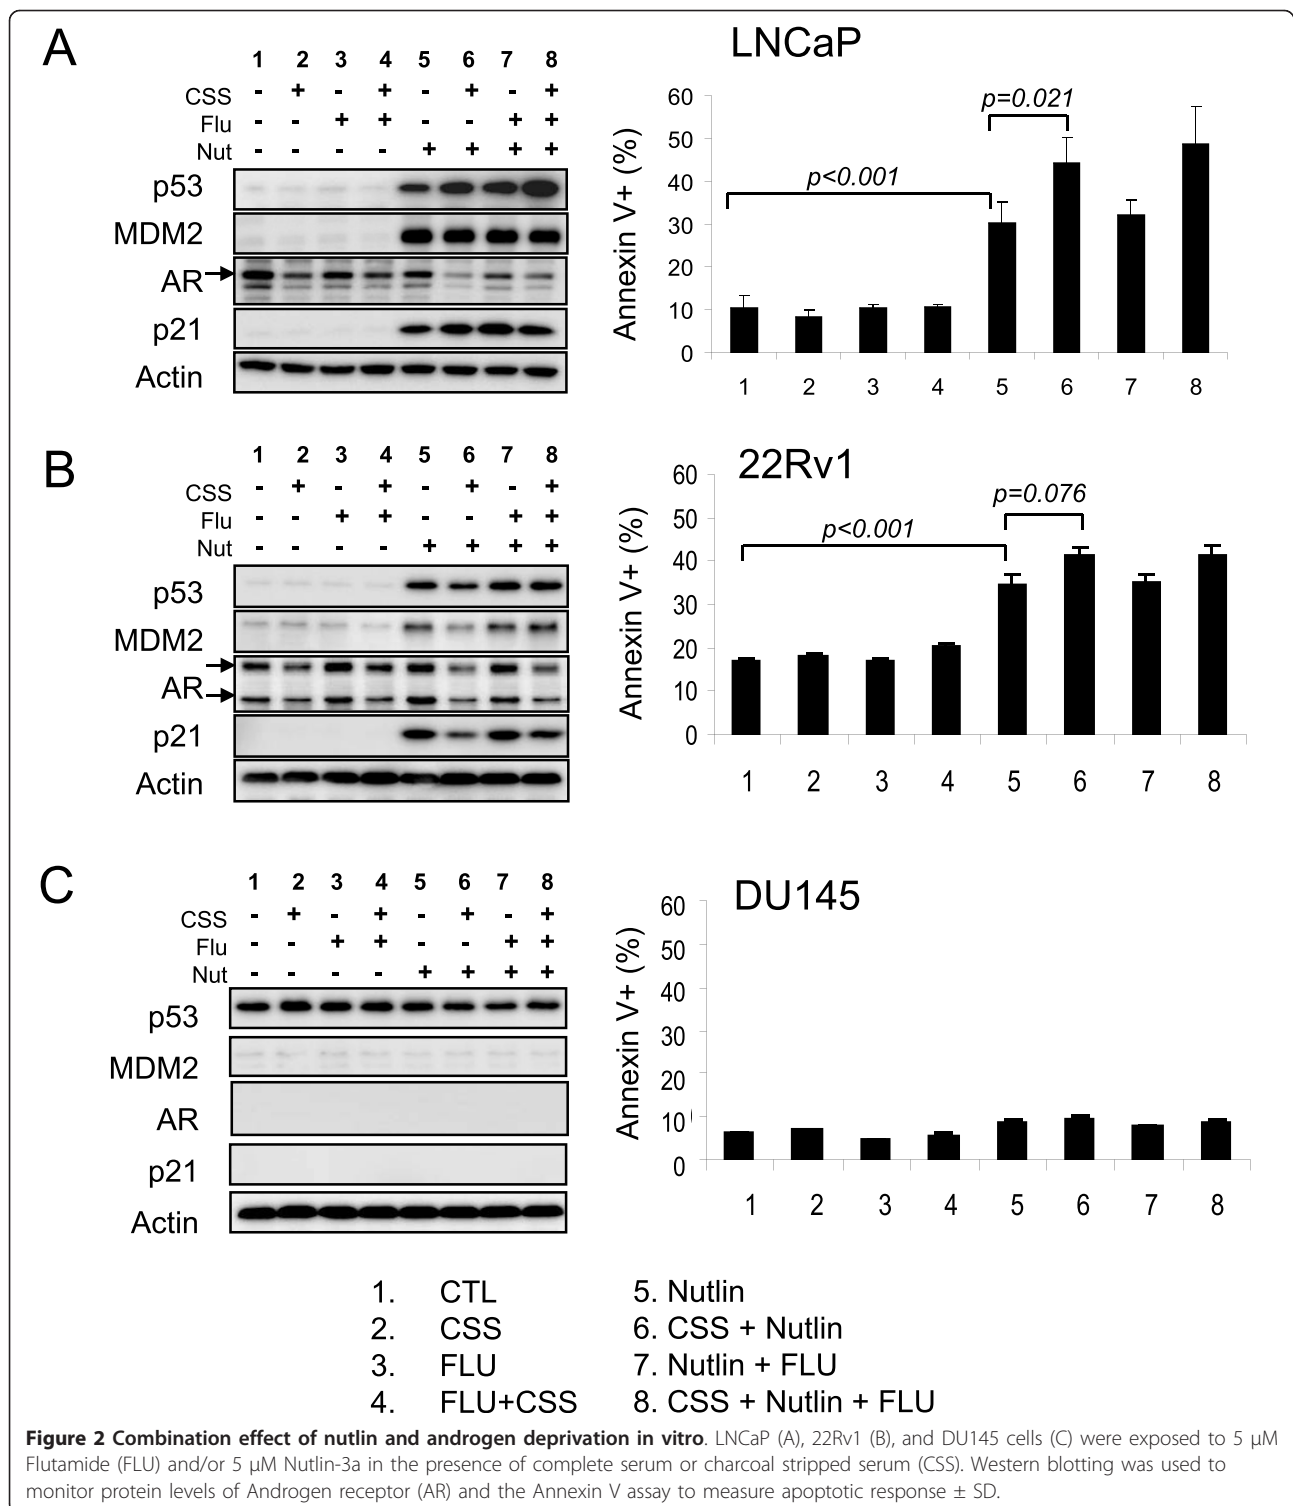 A
1 2 3 4 5 6 7 8
CSS - + - + - + - +
Flu - - + + - - + +
Nut - - - - + + + +
p53
MDM2
AR
p21
Actin
LNCaP
Annexin V+ (%)
60
50
40
30
20
10
0
p<0.001
p=0.021
1 2 3 4 5 6 7 8
B
1 2 3 4 5 6 7 8
CSS - + - + - + - +
Flu - - + + - - + +
Nut - - - - + + + +
p53
MDM2
AR
p21
Actin
22Rv1
Annexin V+ (%)
60
50
40
30
20
10
0
p<0.001
p=0.076
1 2 3 4 5 6 7 8
C
1 2 3 4 5 6 7 8
CSS - + - + - + - +
Flu - - + + - - + +
Nut - - - - + + + +
p53
MDM2
AR
p21
Actin
DU145
Annexin V+ (%)
60
50
40
30
20
10
0
1 2 3 4 5 6 7 8
1. CTL
2. CSS
3. FLU
4. FLU+CSS
5. Nutlin
6. CSS + Nutlin
7. Nutlin + FLU
8. CSS + Nutlin + FLU
Figure 2 Combination effect of nutlin and androgen deprivation in vitro. LNCaP (A), 22Rv1 (B), and DU145 cells (C) were exposed to 5 μM
Flutamide (FLU) and/or 5 μM Nutlin-3a in the presence of complete serum or charcoal stripped serum (CSS). Western blotting was used to
monitor protein levels of Androgen receptor (AR) and the Annexin V assay to measure apoptotic response ± SD.